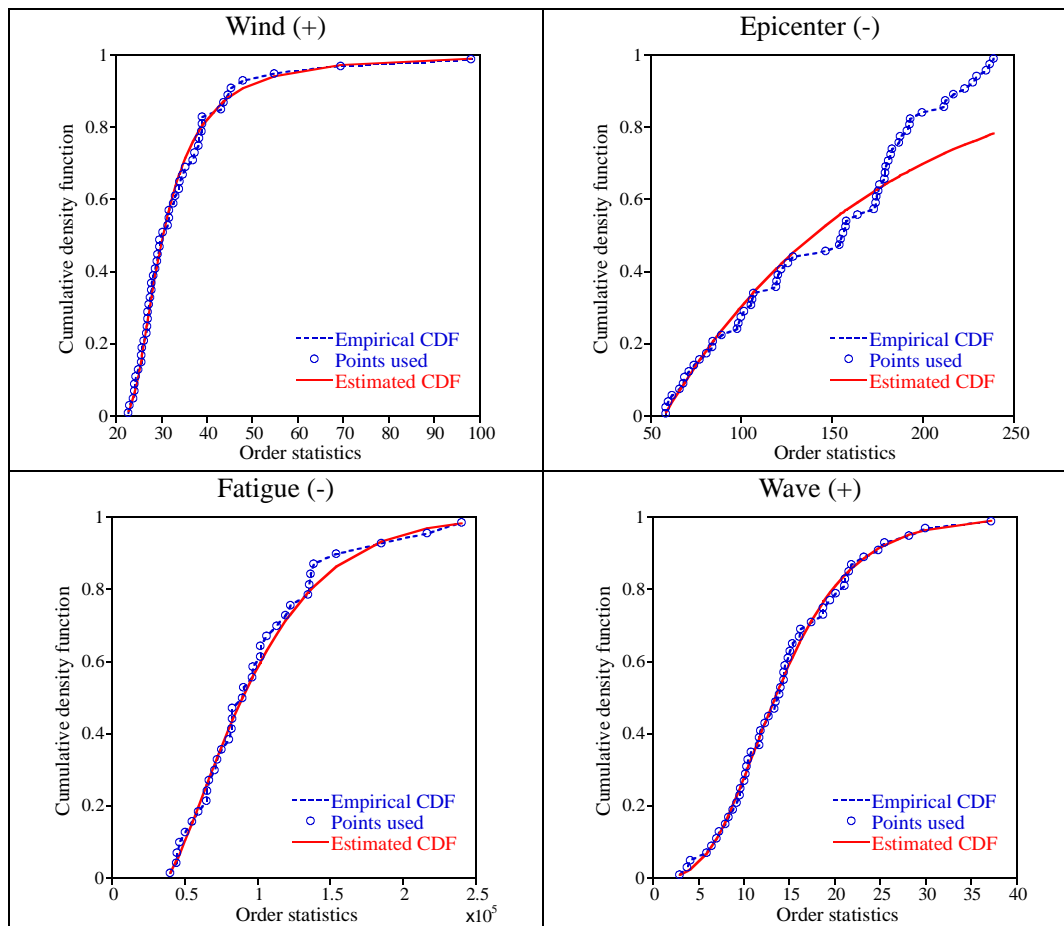 Wind (+)
1
0.8
0.6
0.4
0.2
0
Cumulative density function
Empirical CDF
Points used
Estimated CDF
20 30 40 50 60 70 80 90 100
Order statistics
Epicenter (-)
1
0.8
0.6
0.4
0.2
0
Cumulative density function
Empirical CDF
Points used
Estimated CDF
50 100 150 200 250
Order statistics
Fatigue (-)
1
0.8
0.6
0.4
0.2
0
Cumulative density function
Empirical CDF
Points used
Estimated CDF
0 0.5 1 1.5 2 2.5
Order statistics
x10^5
Wave (+)
1
0.8
0.6
0.4
0.2
0
Cumulative density function
Empirical CDF
Points used
Estimated CDF
0 5 10 15 20 25 30 35 40
Order statistics